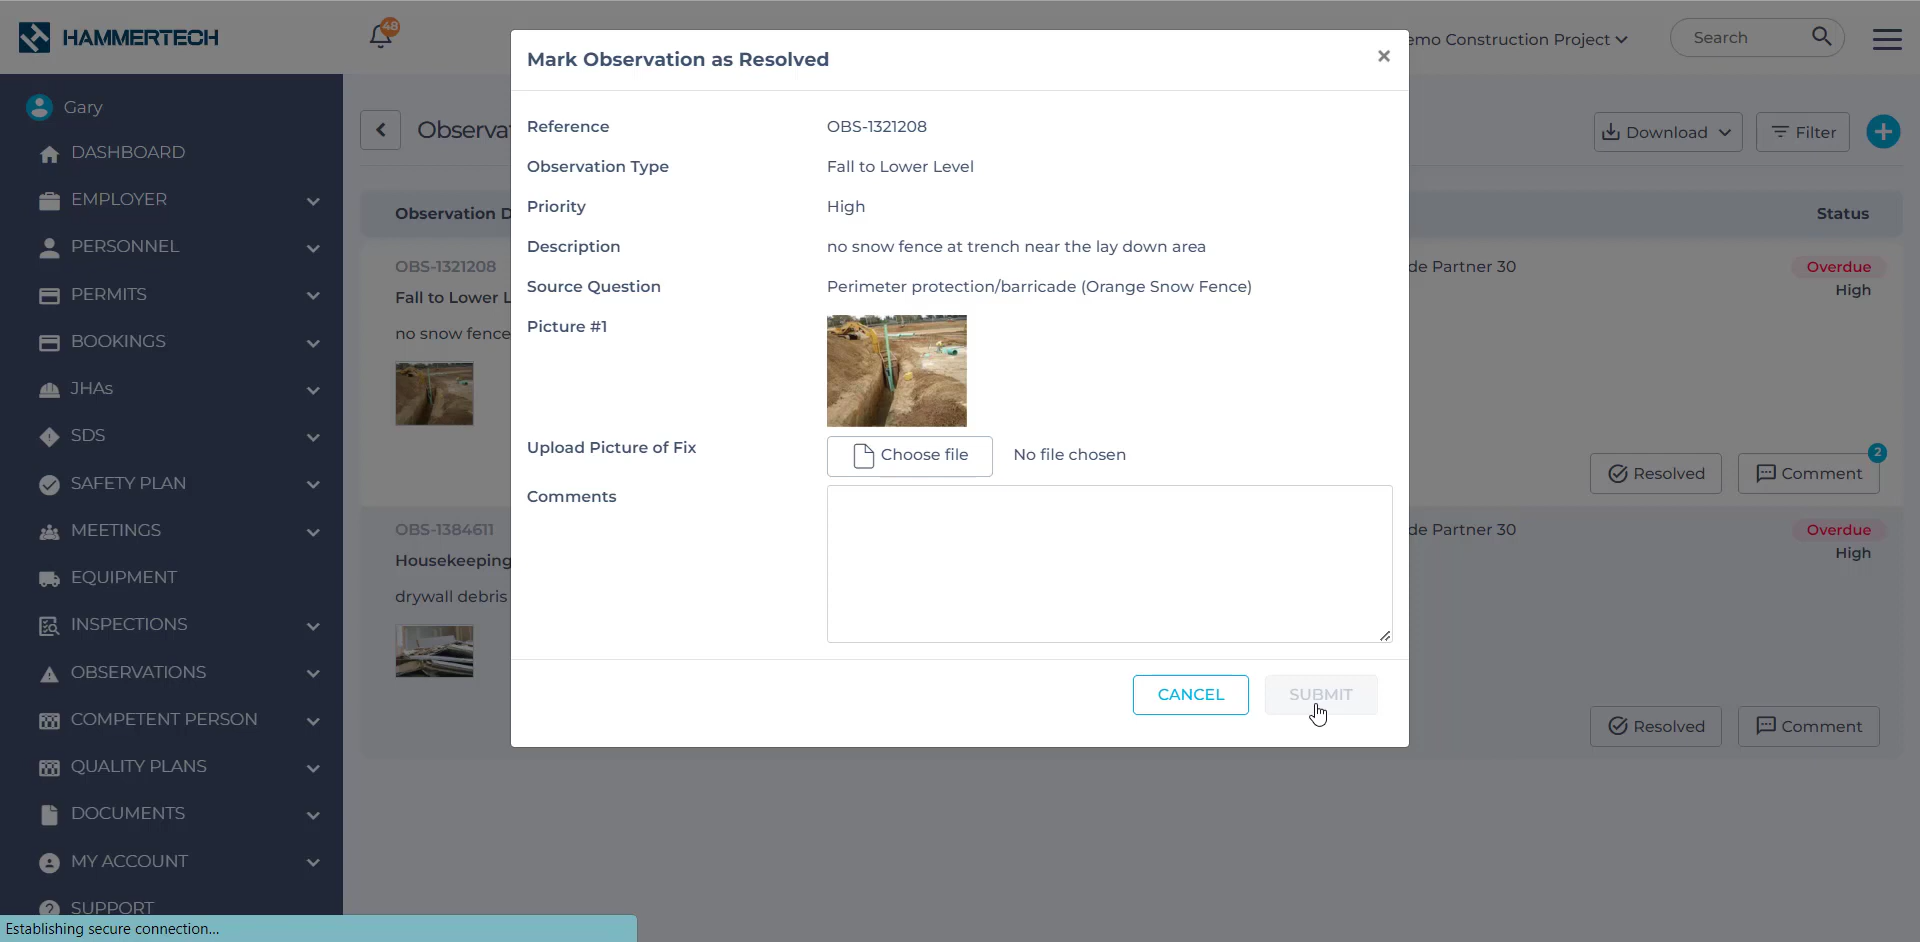 HAMMERTECH
48
emo Construction Project
Search
Gary
DASHBOARD
EMPLOYER
PERSONNEL
PERMITS
BOOKINGS
JHAs
SDS
SAFETY PLAN
MEETINGS
EQUIPMENT
INSPECTIONS
OBSERVATIONS
COMPETENT PERSON
QUALITY PLANS
DOCUMENTS
MY ACCOUNT
SUPPORT
Establishing secure connection...
Observa
Download
Filter
Observation D
Status
OBS-1321208
Fall to Lower L
no snow fence
de Partner 30
Overdue
High
Resolved
Comment
2
OBS-1384611
Housekeeping
drywall debris
de Partner 30
Overdue
High
Resolved
Comment
Mark Observation as Resolved
×
Reference OBS-1321208
Observation Type Fall to Lower Level
Priority High
Description no snow fence at trench near the lay down area
Source Question Perimeter protection/barricade (Orange Snow Fence)
Picture #1
Upload Picture of Fix Choose file No file chosen
Comments
CANCEL SUBMIT